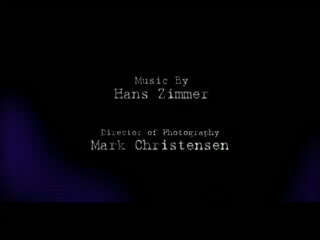 Music By
Hans Zimmer
Director of Photography
Mark Christensen